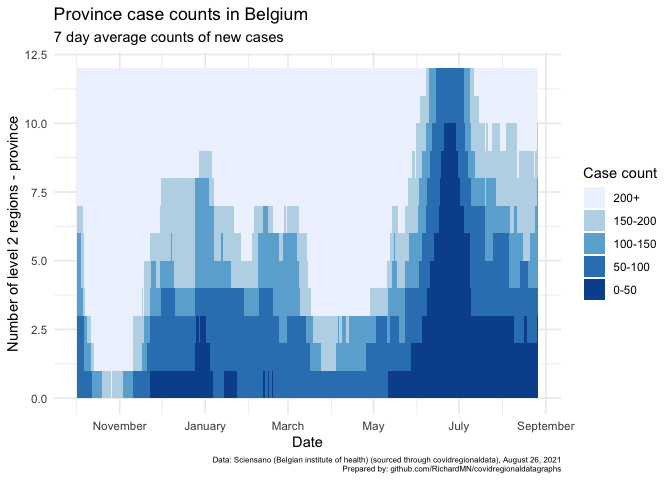 Province case counts in Belgium
7 day average counts of new cases
Number of level 2 regions - province
12.5
10.0
7.5
5.0
2.5
0.0
November
January
March
May
July
September
Date
Case count
200+
150-200
100-150
50-100
0-50
Data: Sciensano (Belgian institute of health) (sourced through covidregionaldata), August 26, 2021
Prepared by: github.com/RichardMN/covidregionaldatagraphs